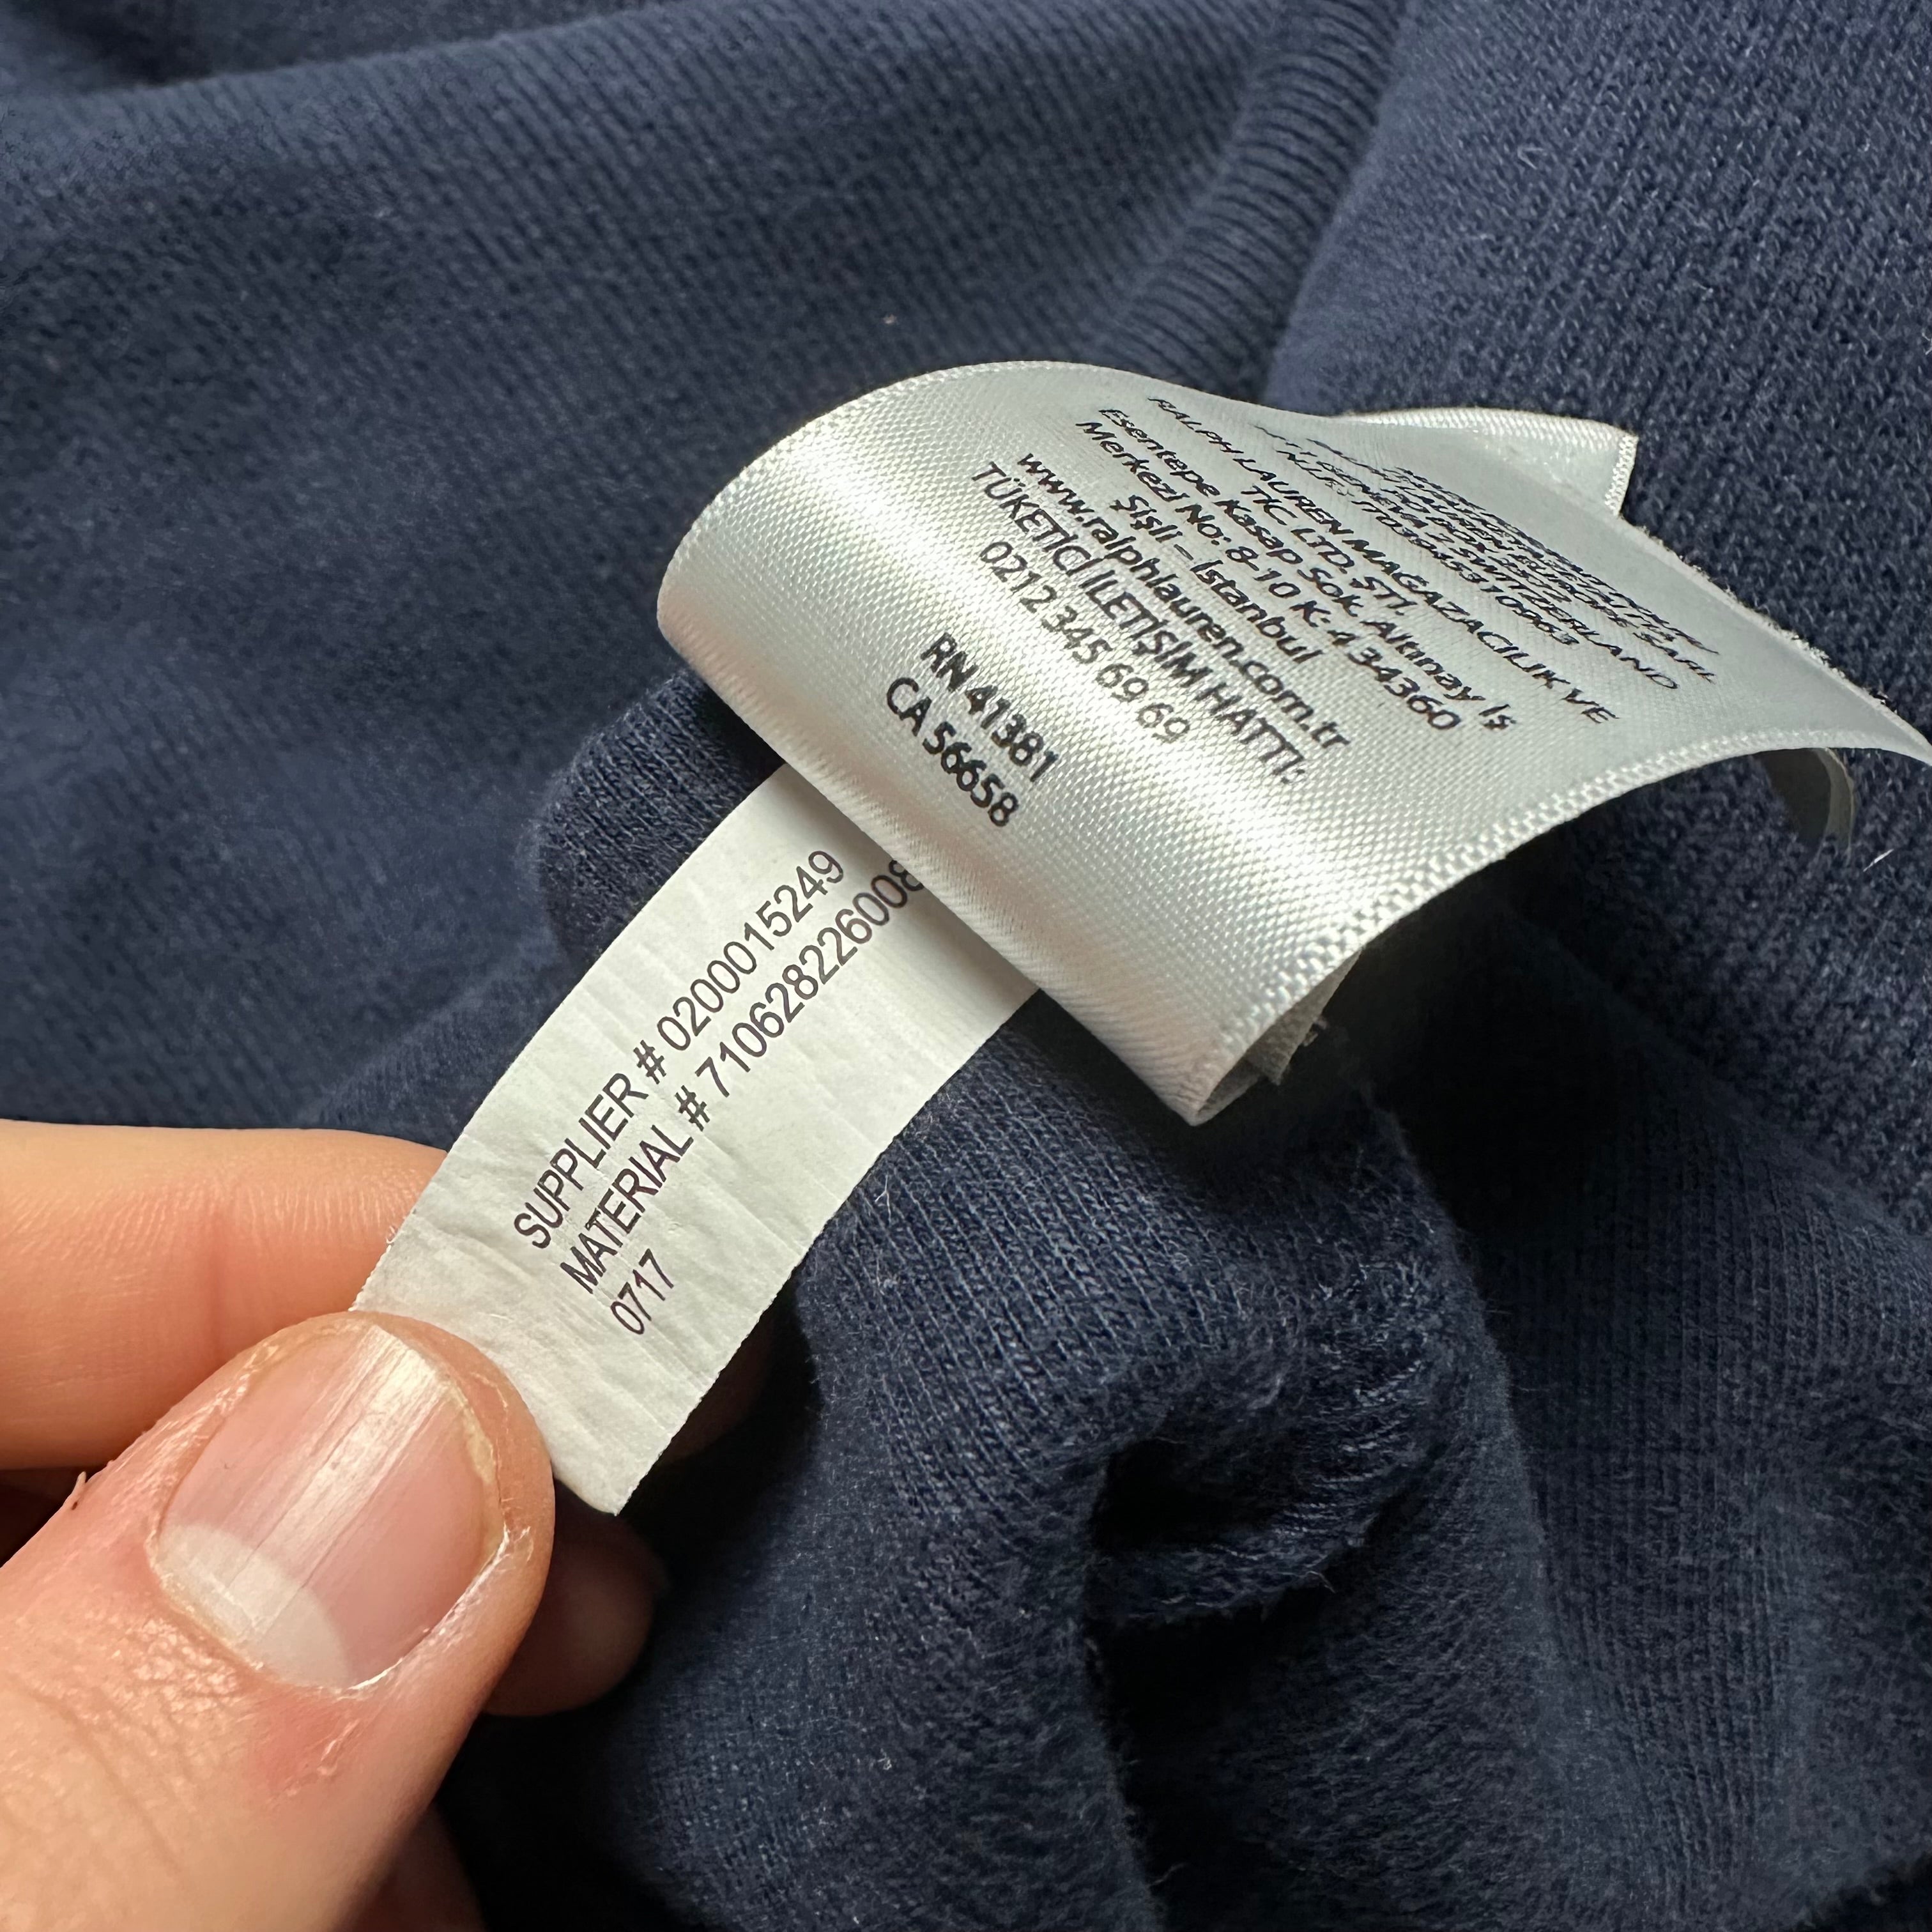 RALPH LAUREN MAGAZACILIK VE
TİC. LTD. ŞTİ.
Esentepe Kasap Sok. Altınay İş
Merkezi No: 8-10 K: 4 34360
Şişli – İstanbul
www.ralphlauren.com.tr
TÜKETİCİ İLETİŞİM HATTI:
0212 345 69 69
RN 41381
CA 56658
SUPPLIER # 0200015249
MATERIAL # 710628226008
0717